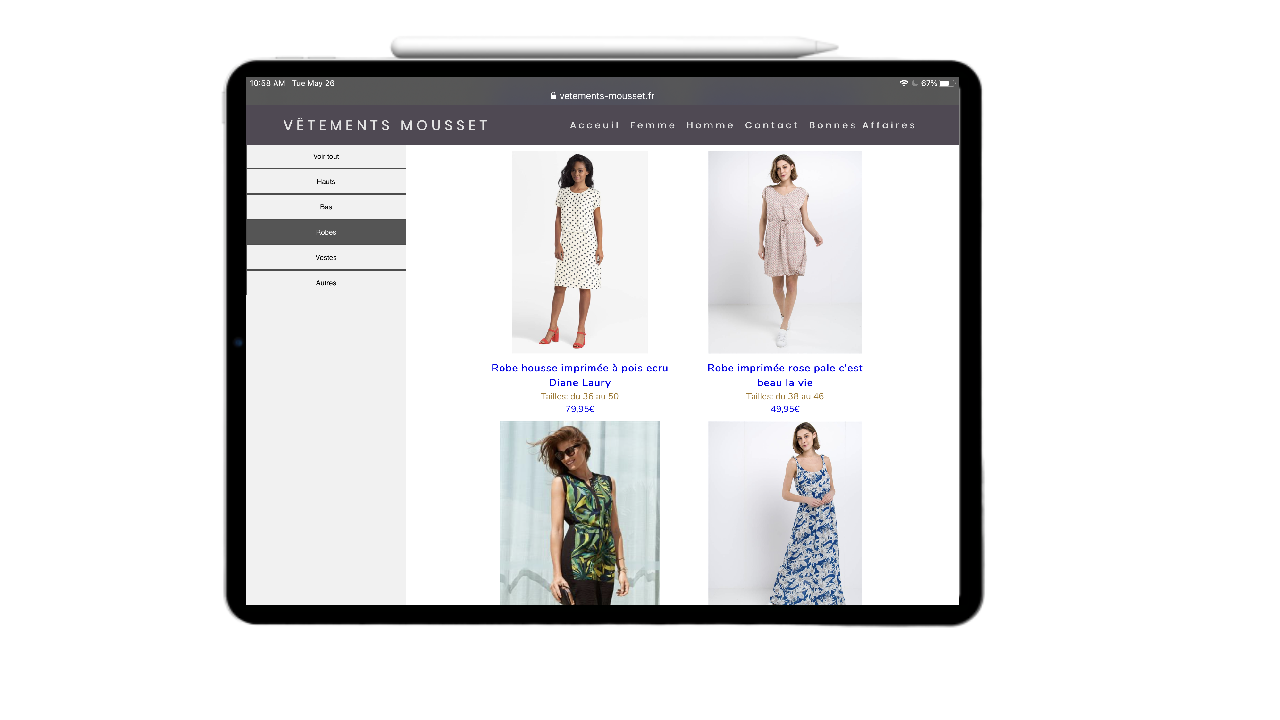 10:58 AM Tue May 26
67%
vetements-mousset.fr
VÊTEMENTS MOUSSET
Acceuil Femme Homme Contact Bonnes Affaires
Voir tout
Hauts
Bas
Robes
Vestes
Autres
Robe housse imprimée à pois ecru
Diane Laury
Tailles: du 36 au 50
79,95€
Robe imprimée rose pale c'est
beau la vie
Tailles: du 38 au 46
49,95€